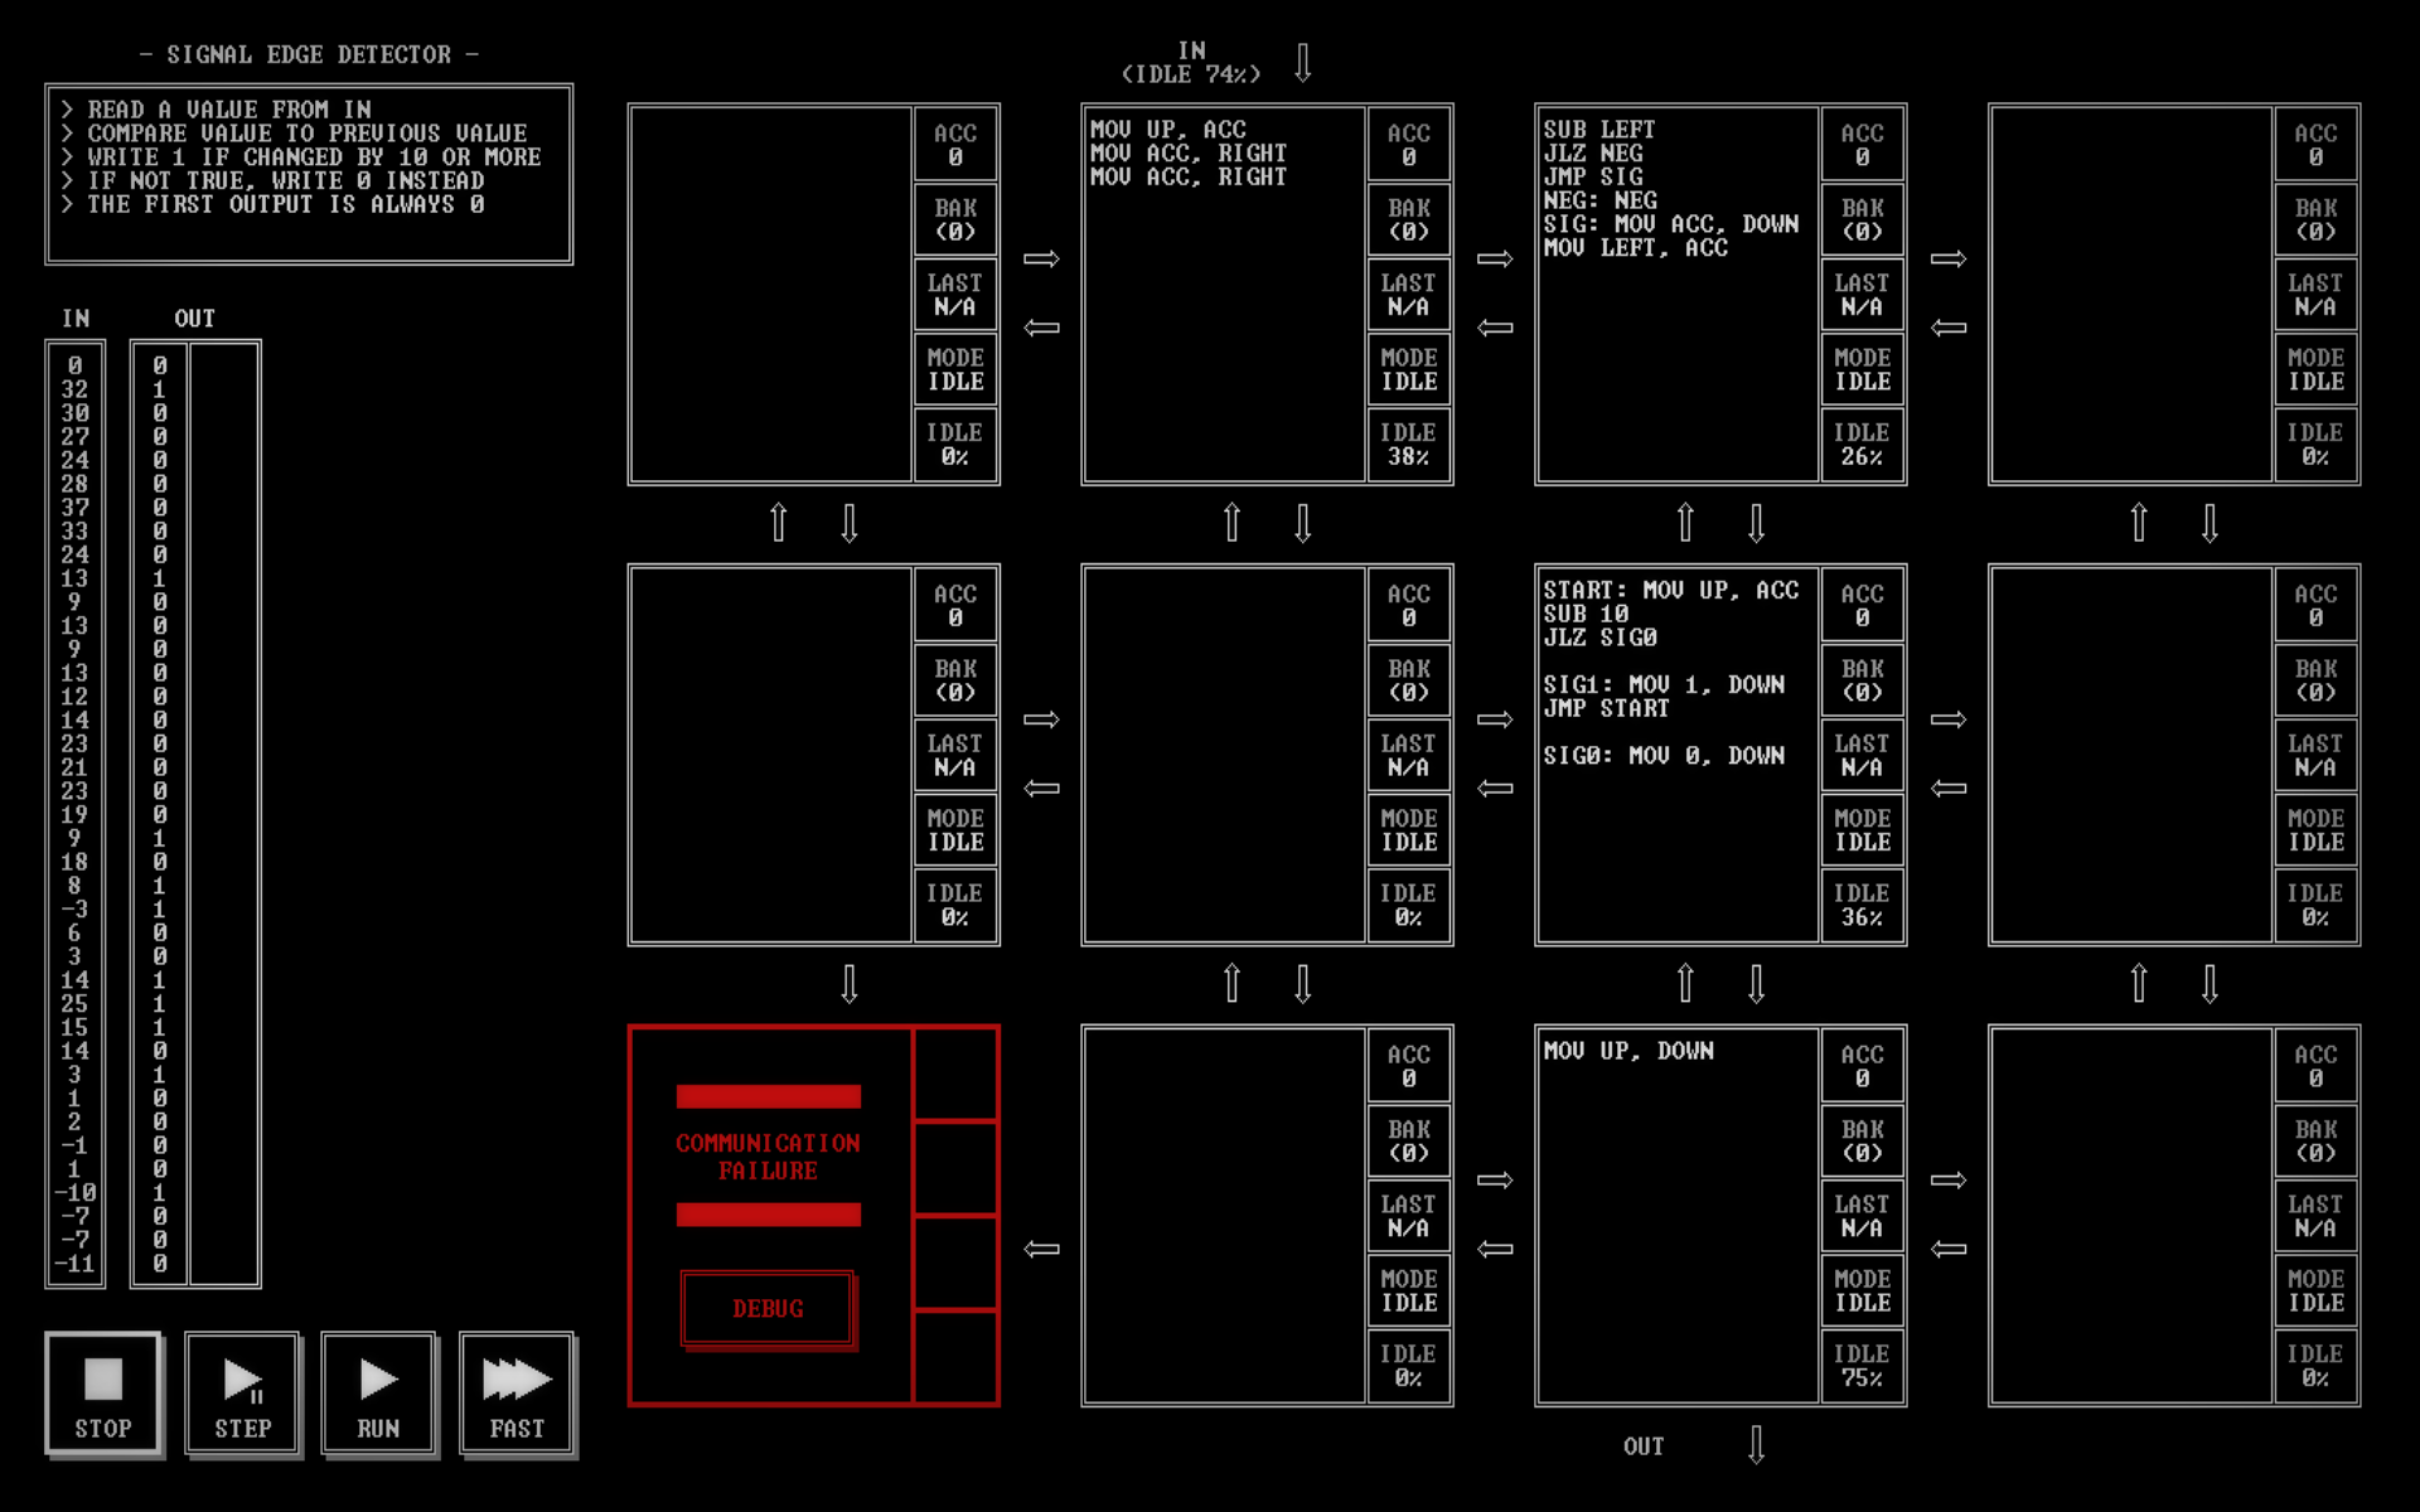 - SIGNAL EDGE DETECTOR -
> READ A VALUE FROM IN
> COMPARE VALUE TO PREVIOUS VALUE
> WRITE 1 IF CHANGED BY 10 OR MORE
> IF NOT TRUE, WRITE 0 INSTEAD
> THE FIRST OUTPUT IS ALWAYS 0
IN OUT
0 0
32 1
30 0
27 0
24 0
28 0
37 0
33 0
24 0
13 1
9 0
13 0
9 0
13 0
12 0
14 0
23 0
21 0
23 0
19 0
9 1
18 0
8 1
-3 1
6 0
3 0
14 1
25 1
15 1
14 0
3 1
1 0
2 0
-1 0
1 0
-10 1
-7 0
-7 0
-11 0
STOP
STEP
RUN
FAST
IN
(IDLE 74%)
ACC
0
BAK
(0)
LAST
N/A
MODE
IDLE
IDLE
0%
MOV UP, ACC
MOV ACC, RIGHT
MOV ACC, RIGHT
ACC
0
BAK
(0)
LAST
N/A
MODE
IDLE
IDLE
38%
SUB LEFT
JLZ NEG
JMP SIG
NEG: NEG
SIG: MOV ACC, DOWN
MOV LEFT, ACC
ACC
0
BAK
(0)
LAST
N/A
MODE
IDLE
IDLE
26%
ACC
0
BAK
(0)
LAST
N/A
MODE
IDLE
IDLE
0%
ACC
0
BAK
(0)
LAST
N/A
MODE
IDLE
IDLE
0%
ACC
0
BAK
(0)
LAST
N/A
MODE
IDLE
IDLE
0%
START: MOV UP, ACC
SUB 10
JLZ SIG0
SIG1: MOV 1, DOWN
JMP START
SIG0: MOV 0, DOWN
ACC
0
BAK
(0)
LAST
N/A
MODE
IDLE
IDLE
36%
ACC
0
BAK
(0)
LAST
N/A
MODE
IDLE
IDLE
0%
COMMUNICATION
FAILURE
DEBUG
ACC
0
BAK
(0)
LAST
N/A
MODE
IDLE
IDLE
0%
MOV UP, DOWN
ACC
0
BAK
(0)
LAST
N/A
MODE
IDLE
IDLE
75%
ACC
0
BAK
(0)
LAST
N/A
MODE
IDLE
IDLE
0%
OUT